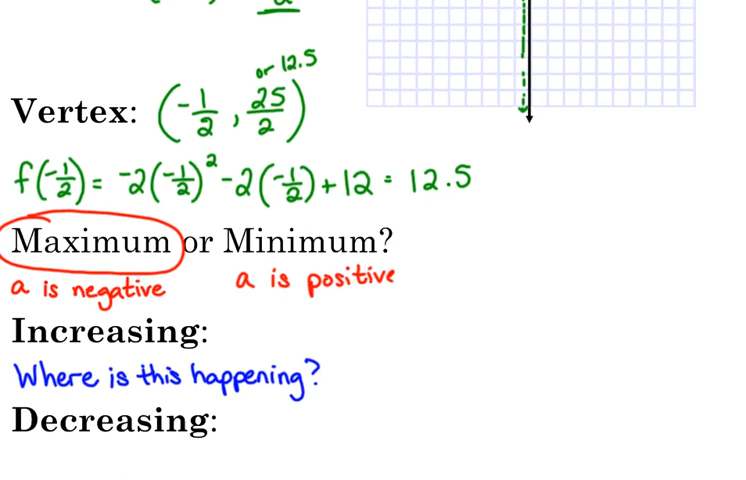 or 12.5
Vertex: (-1/2, 25/2)
f(-1/2) = -2(-1/2)² - 2(-1/2) + 12 = 12.5
Maximum or Minimum?
a is negative a is positive
Increasing:
Where is this happening?
Decreasing: